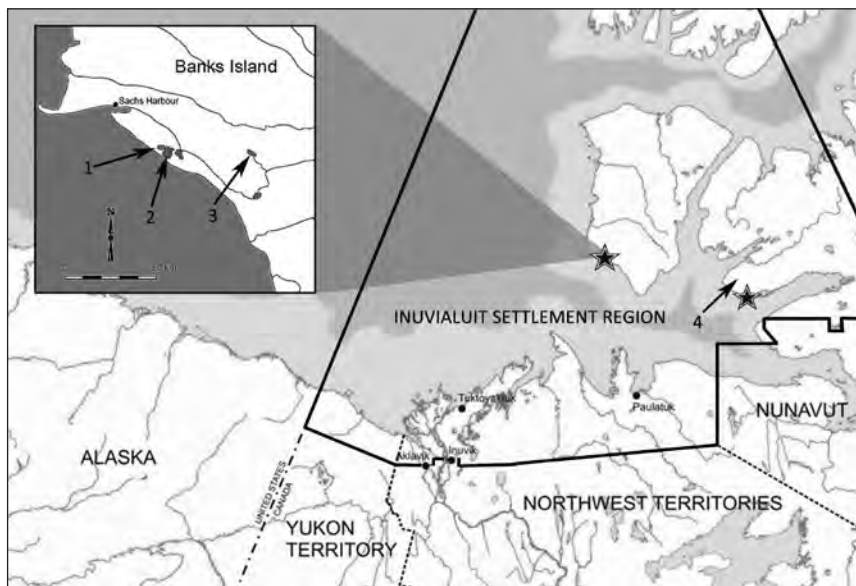 Banks Island
Sachs Harbour
1
2
3
N
0
4
INUVIALUIT SETTLEMENT REGION
Tuktoyaktuk
Paulatuk
NUNAVUT
ALASKA
Aklavik
Inuvik
UNITED STATES
CANADA
NORTHWEST TERRITORIES
YUKON
TERRITORY